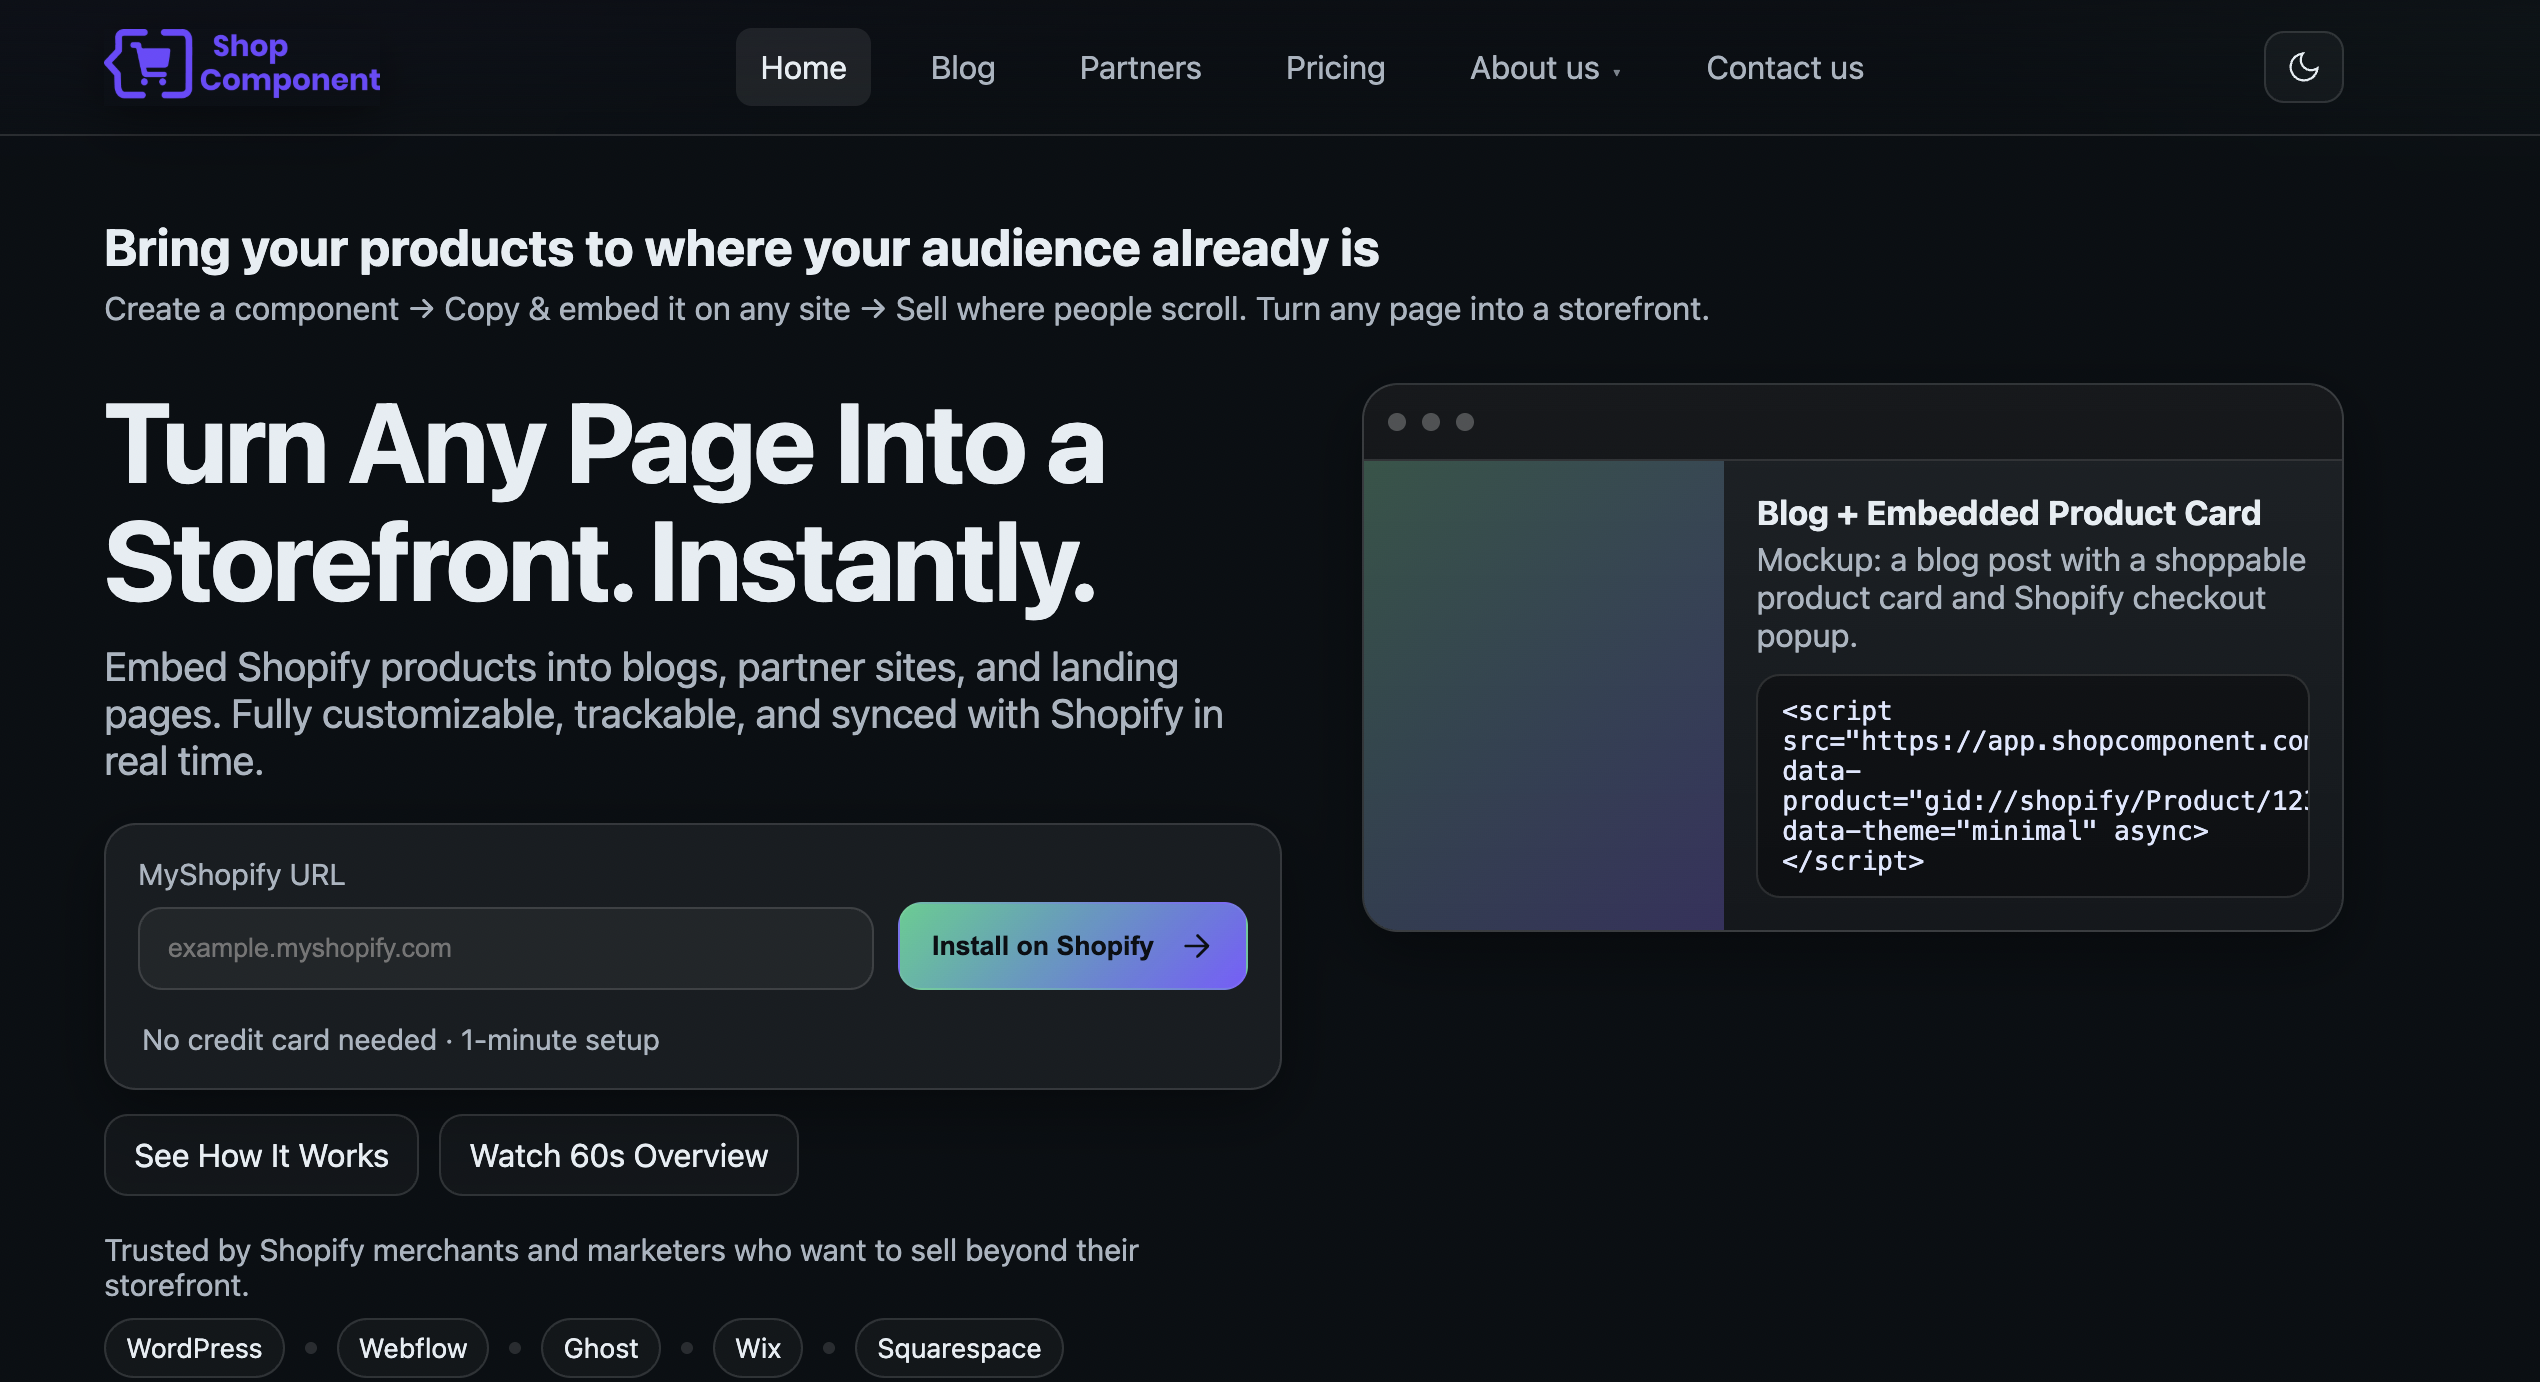 Shop
Component
Home
Blog
Partners
Pricing
About us
Contact us
Bring your products to where your audience already is
Create a component → Copy & embed it on any site → Sell where people scroll. Turn any page into a storefront.
Turn Any Page Into a
Storefront. Instantly.
Embed Shopify products into blogs, partner sites, and landing
pages. Fully customizable, trackable, and synced with Shopify in
real time.
MyShopify URL
example.myshopify.com
Install on Shopify →
No credit card needed · 1-minute setup
See How It Works
Watch 60s Overview
Trusted by Shopify merchants and marketers who want to sell beyond their
storefront.
WordPress • Webflow • Ghost • Wix • Squarespace
Blog + Embedded Product Card
Mockup: a blog post with a shoppable
product card and Shopify checkout
popup.
<script
src="https://app.shopcomponent.co
data-
product="gid://shopify/Product/12
data-theme="minimal" async>
</script>